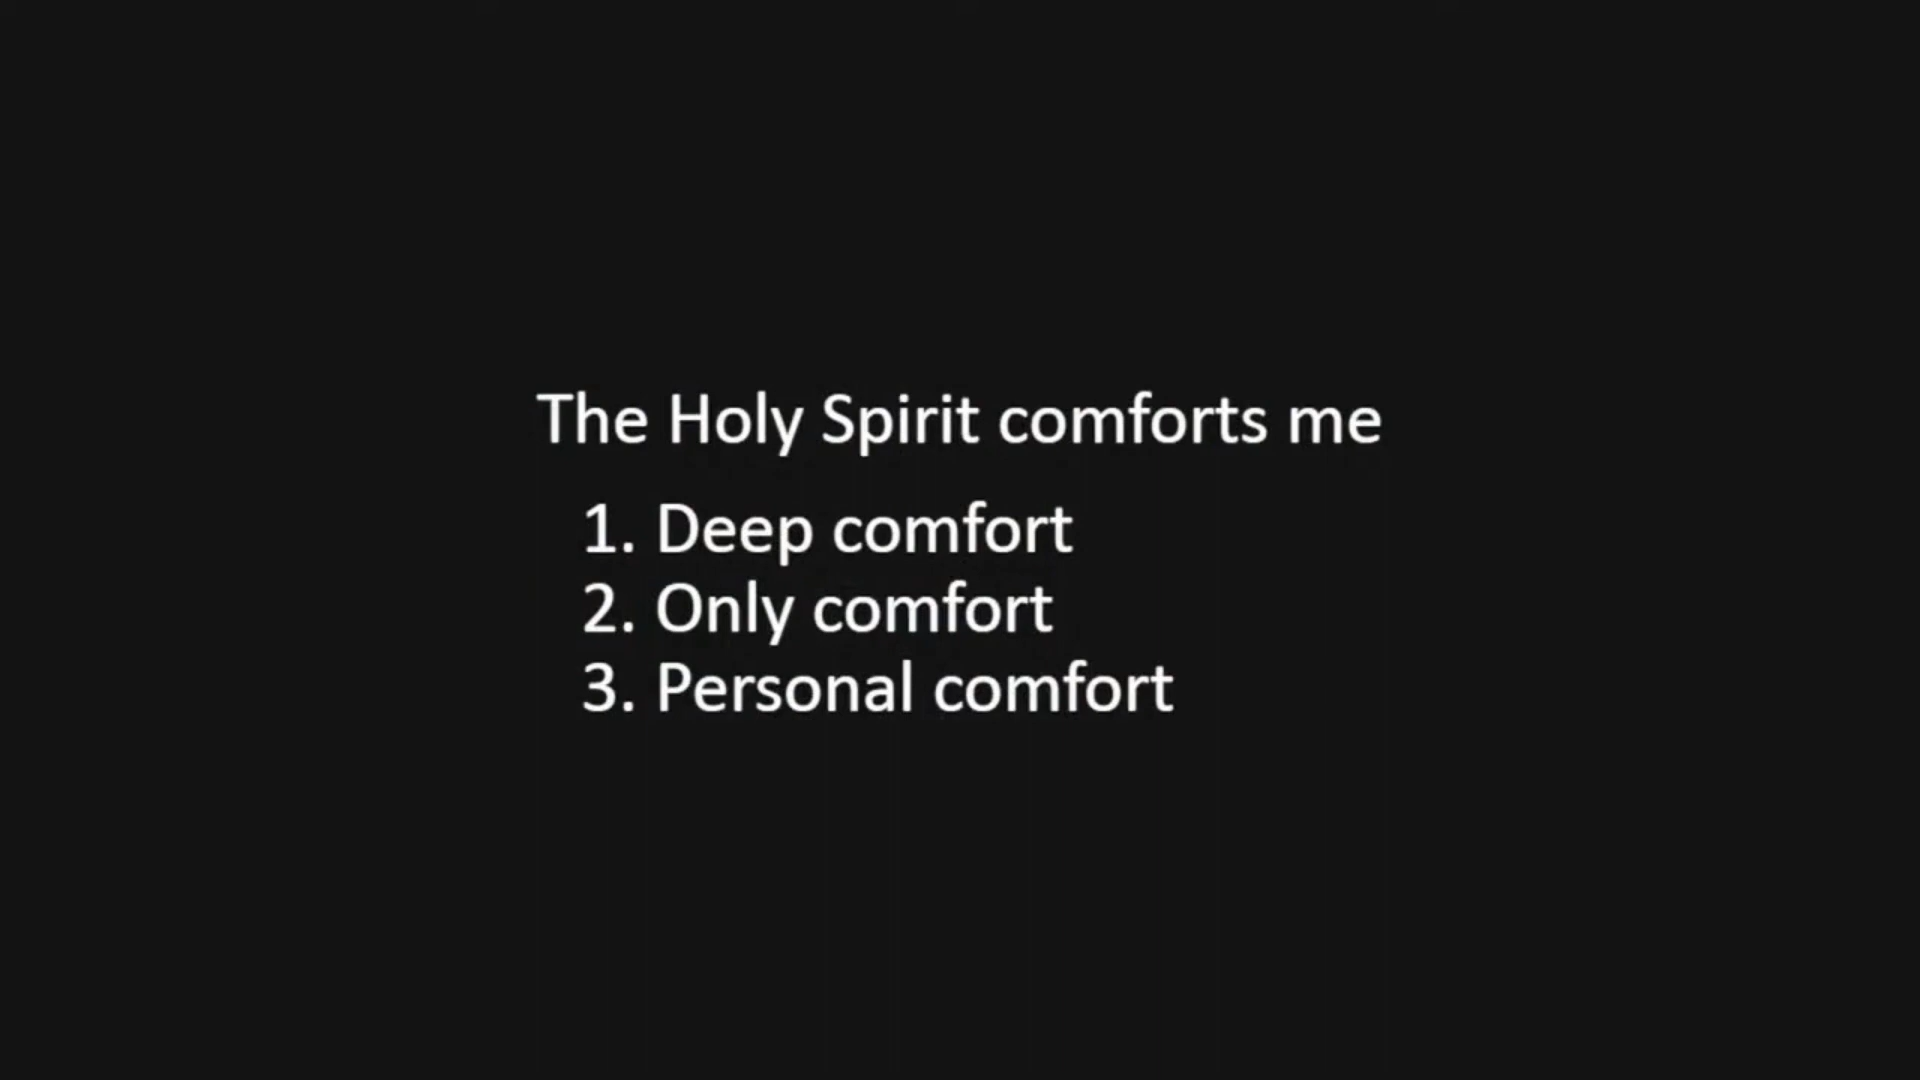 The Holy Spirit comforts me
1. Deep comfort
2. Only comfort
3. Personal comfort